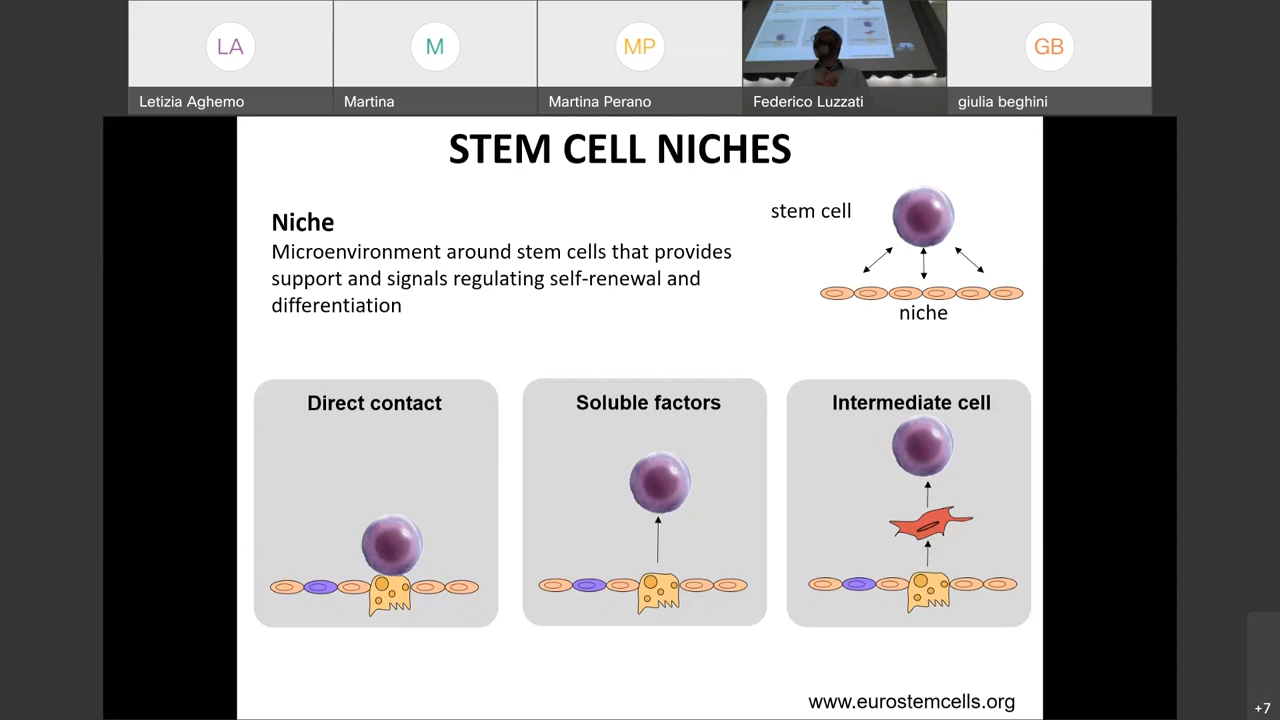 LA
M
MP
GB
Letizia Aghemo
Martina
Martina Perano
Federico Luzzati
giulia beghini
STEM CELL NICHES
Niche
Microenvironment around stem cells that provides
support and signals regulating self-renewal and
differentiation
stem cell
niche
Direct contact
Soluble factors
Intermediate cell
www.eurostemcells.org
+7